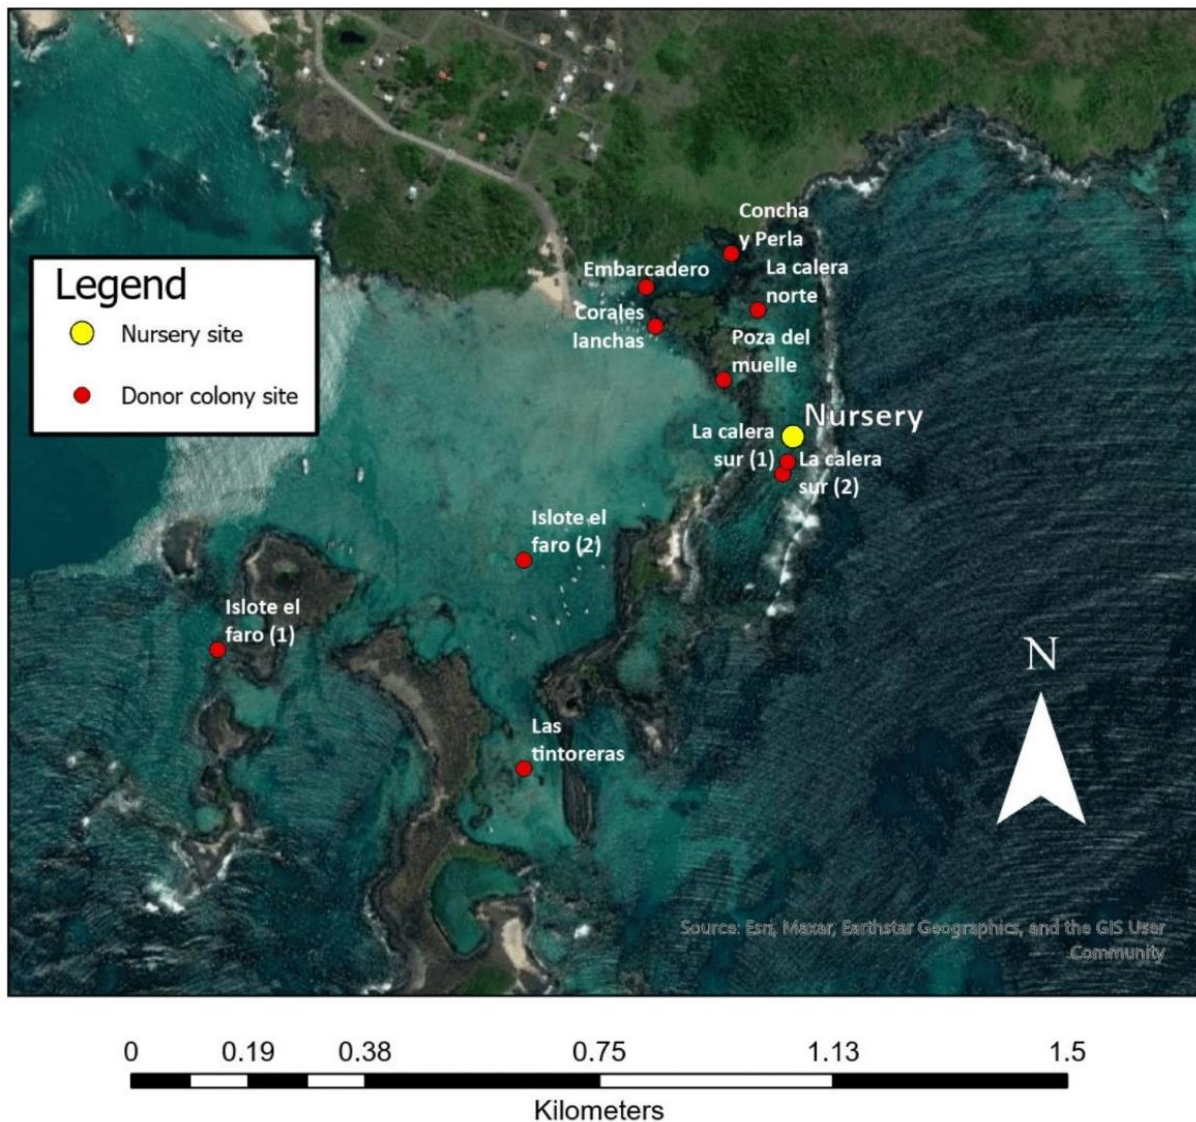 Concha
y Perla
La calera
norte
Embarcadero
Corales
lanchas
Poza del
muelle
Legend
Nursery site
Donor colony site
Nursery
La calera
sur (1)
La calera
sur (2)
Islote el
faro (2)
Islote el
faro (1)
N
Las
tintoreras
Source: Esri, Maxar, Earthstar Geographics, and the GIS User
Community
0 0.19 0.38 0.75 1.13 1.5
Kilometers